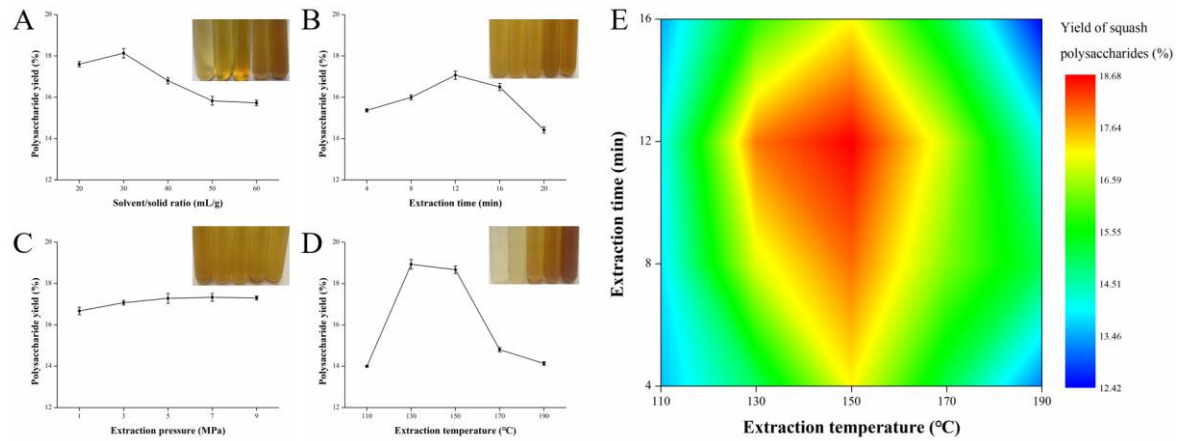 A
Polysaccharide yield (%)
20
18
16
14
12
20 30 40 50 60
Solvent/solid ratio (mL/g)
B
Polysaccharide yield (%)
20
18
16
14
12
4 8 12 16 20
Extraction time (min)
C
Polysaccharide yield (%)
20
18
16
14
12
1 3 5 7 9
Extraction pressure (MPa)
D
Polysaccharide yield (%)
20
18
16
14
12
110 130 150 170 190
Extraction temperature (°C)
E
Extraction time (min)
16
12
8
4
110 130 150 170 190
Extraction temperature (°C)
Yield of squash
polysaccharides (%)
18.68
17.64
16.59
15.55
14.51
13.46
12.42